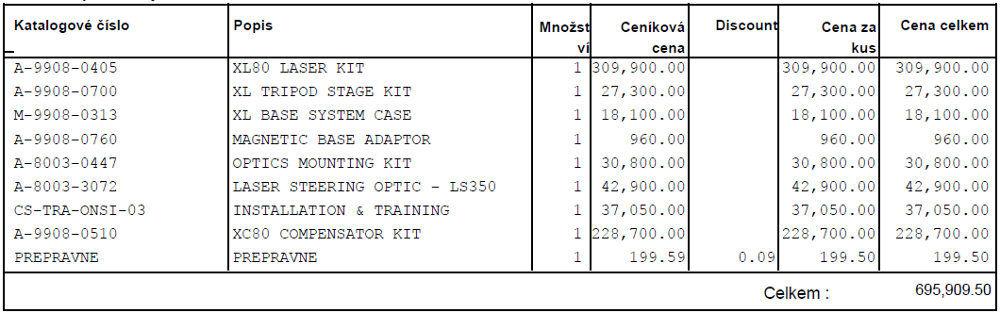 Katalogové číslo Popis Množst ví Ceníková cena Discount Cena za kus Cena celkem
A-9908-0405 XL80 LASER KIT 1 309,900.00 309,900.00 309,900.00
A-9908-0700 XL TRIPOD STAGE KIT 1 27,300.00 27,300.00 27,300.00
M-9908-0313 XL BASE SYSTEM CASE 1 18,100.00 18,100.00 18,100.00
A-9908-0760 MAGNETIC BASE ADAPTOR 1 960.00 960.00 960.00
A-8003-0447 OPTICS MOUNTING KIT 1 30,800.00 30,800.00 30,800.00
A-8003-3072 LASER STEERING OPTIC - LS350 1 42,900.00 42,900.00 42,900.00
CS-TRA-ONSI-03 INSTALLATION & TRAINING 1 37,050.00 37,050.00 37,050.00
A-9908-0510 XC80 COMPENSATOR KIT 1 228,700.00 228,700.00 228,700.00
PREPRAVNE PREPRAVNE 1 199.59 0.09 199.50 199.50
Celkem : 695,909.50